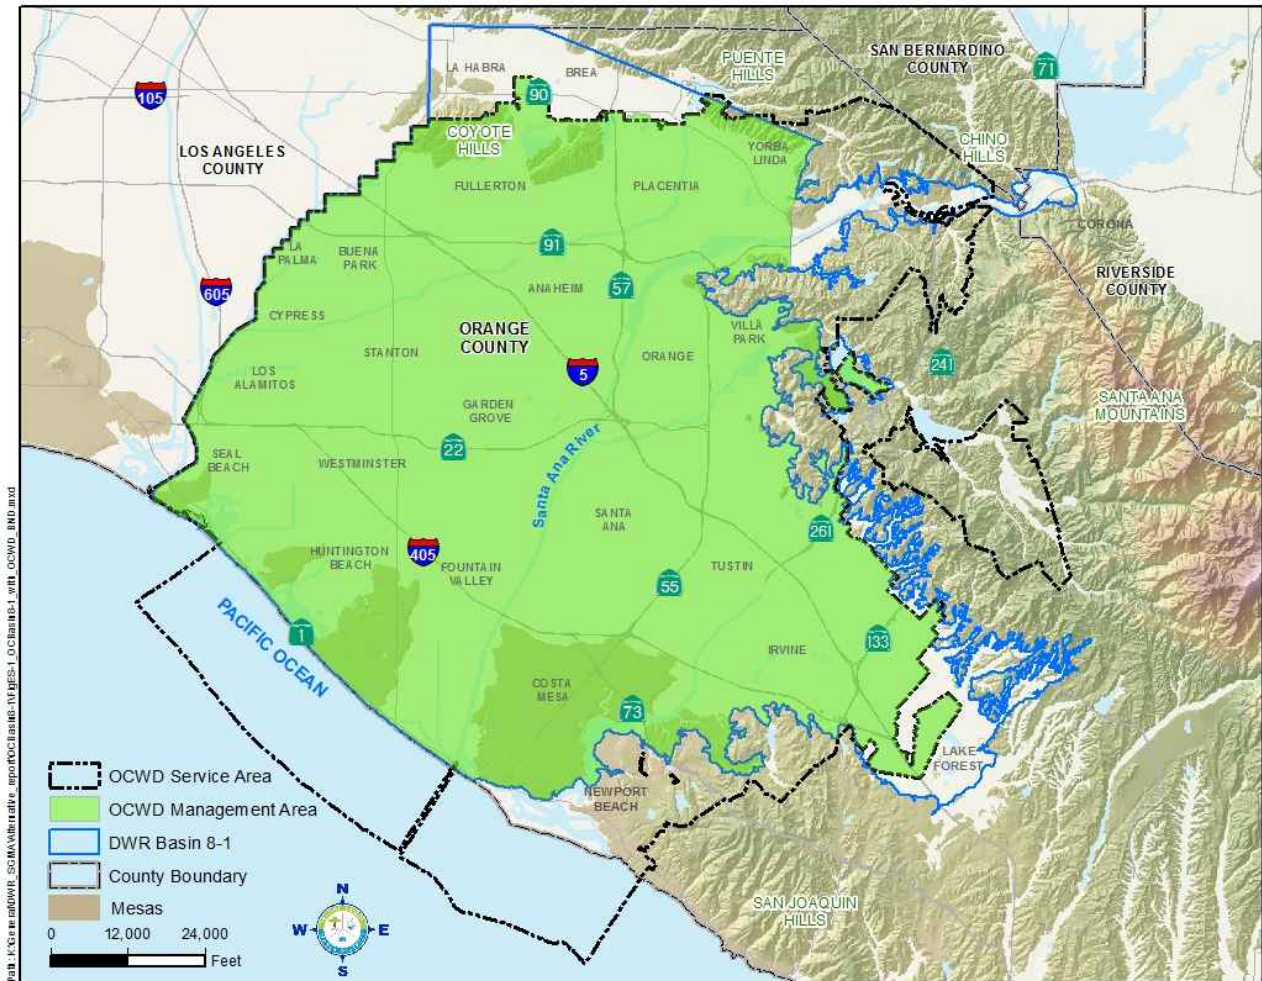 PUENTE
HILLS
SAN BERNARDINO
COUNTY
71
LA HABRA
BREA
90
105
LOS ANGELES
COUNTY
COYOTE
HILLS
CHINO
HILLS
YORBA
LINDA
FULLERTON
PLACENTIA
CORONA
LA
PALMA
BUENA
PARK
91
RIVERSIDE
COUNTY
605
ANAHEIM
57
CYPRESS
ORANGE
COUNTY
VILLA
PARK
STANTON
ORANGE
5
241
LOS
ALAMITOS
SANTA ANA
MOUNTAINS
GARDEN
GROVE
22
Santa Ana River
SEAL
BEACH
WESTMINSTER
SANTA
ANA
261
HUNTINGTON
BEACH
405
FOUNTAIN
VALLEY
TUSTIN
55
PACIFIC OCEAN
1
133
IRVINE
COSTA
MESA
73
LAKE
FOREST
NEWPORT
BEACH
SAN JOAQUIN
HILLS
OCWD Service Area
OCWD Management Area
DWR Basin 8-1
County Boundary
Mesas
0 12,000 24,000
Feet
N
W E
S